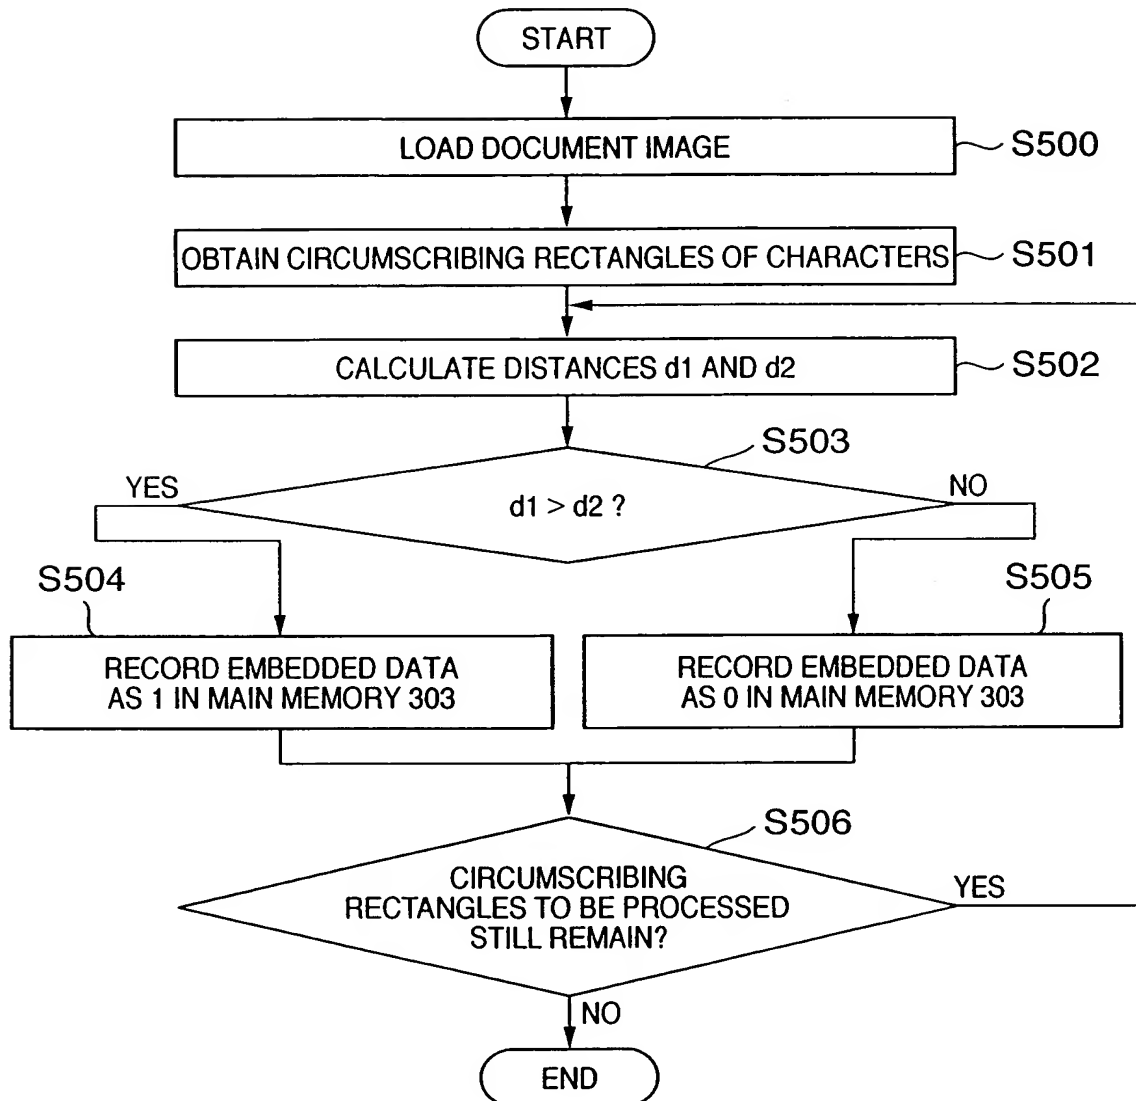 START
LOAD DOCUMENT IMAGE
S500
OBTAIN CIRCUMSCRIBING RECTANGLES OF CHARACTERS
S501
CALCULATE DISTANCES d1 AND d2
S502
S503
YES
d1 > d2 ?
NO
S504
S505
RECORD EMBEDDED DATA
AS 1 IN MAIN MEMORY 303
RECORD EMBEDDED DATA
AS 0 IN MAIN MEMORY 303
S506
CIRCUMSCRIBING
RECTANGLES TO BE PROCESSED
STILL REMAIN?
YES
NO
END